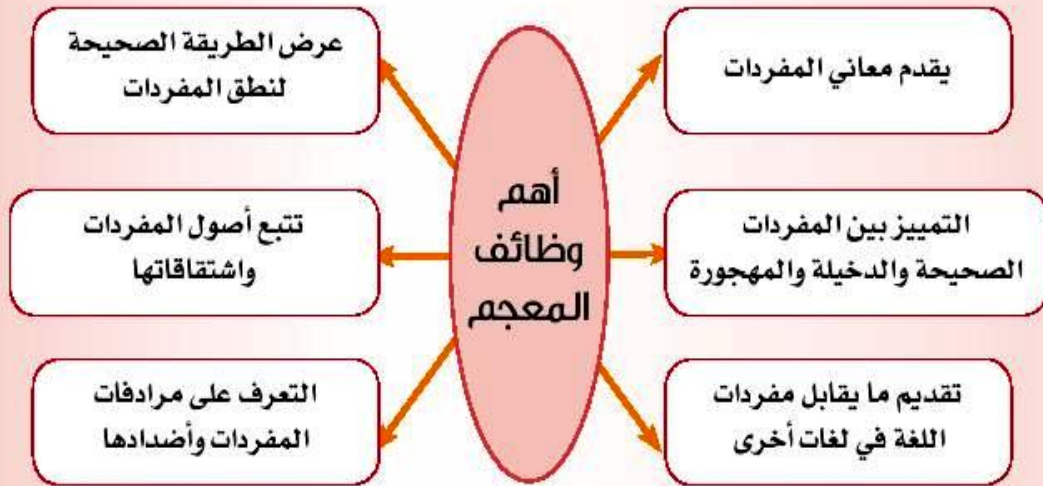 أهم
وظائف
المعجم
يقدم معاني المفردات
التمييز بين المفردات
الصحيحة والدخيلة والمهجورة
تقديم ما يقابل مفردات
اللغة في لغات أخرى
عرض الطريقة الصحيحة
لنطق المفردات
تتبع أصول المفردات
واشتقاقاتها
التعرف على مرادفات
المفردات وأضدادها